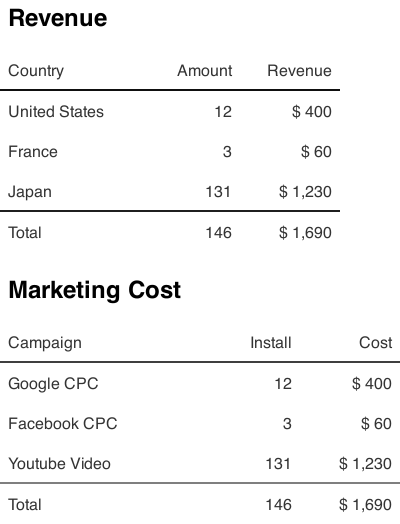 Revenue
Country Amount Revenue
United States 12 $ 400
France 3 $ 60
Japan 131 $ 1,230
Total 146 $ 1,690
Marketing Cost
Campaign Install Cost
Google CPC 12 $ 400
Facebook CPC 3 $ 60
Youtube Video 131 $ 1,230
Total 146 $ 1,690